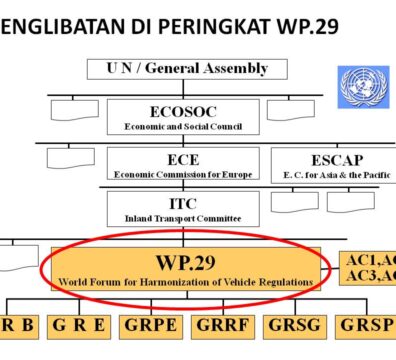 ENGLIBATAN DI PERINGKAT WP.29
U N / General Assembly
ECOSOC
Economic and Social Council
ECE
Economic Commission for Europe
ESCAP
E. C. for Asia & the Pacific
ITC
Inland Transport Committee
WP.29
World Forum for Harmonization of Vehicle Regulations
AC1,AC
AC3,AC
R B
G R E
GRPE
GRRF
GRSG
GRSP